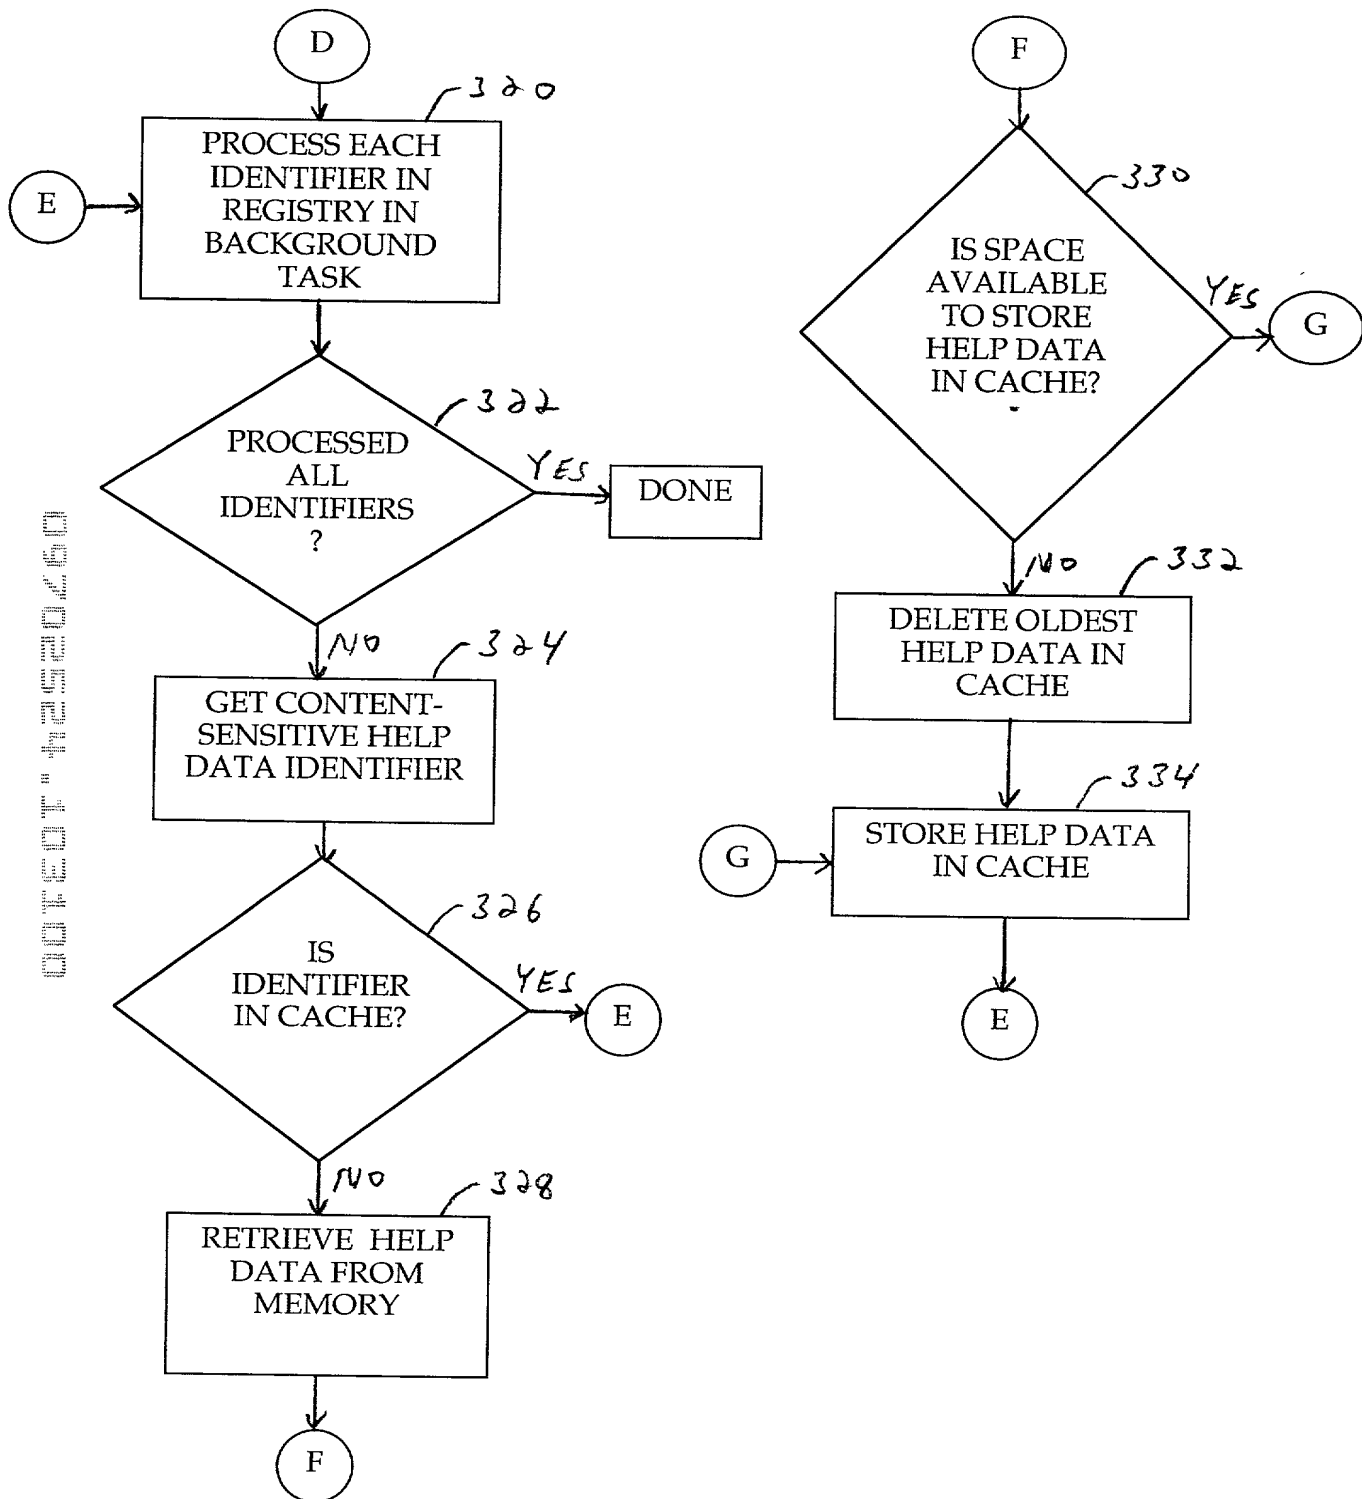 D
320
PROCESS EACH
IDENTIFIER IN
REGISTRY IN
BACKGROUND
TASK
E
322
PROCESSED
ALL
IDENTIFIERS
?
YES
DONE
NO
324
GET CONTENT-
SENSITIVE HELP
DATA IDENTIFIER
326
IS
IDENTIFIER
IN CACHE?
YES
E
NO
328
RETRIEVE HELP
DATA FROM
MEMORY
F
F
330
IS SPACE
AVAILABLE
TO STORE
HELP DATA
IN CACHE?
YES
G
NO
332
DELETE OLDEST
HELP DATA IN
CACHE
334
G
STORE HELP DATA
IN CACHE
E
09702524.103100